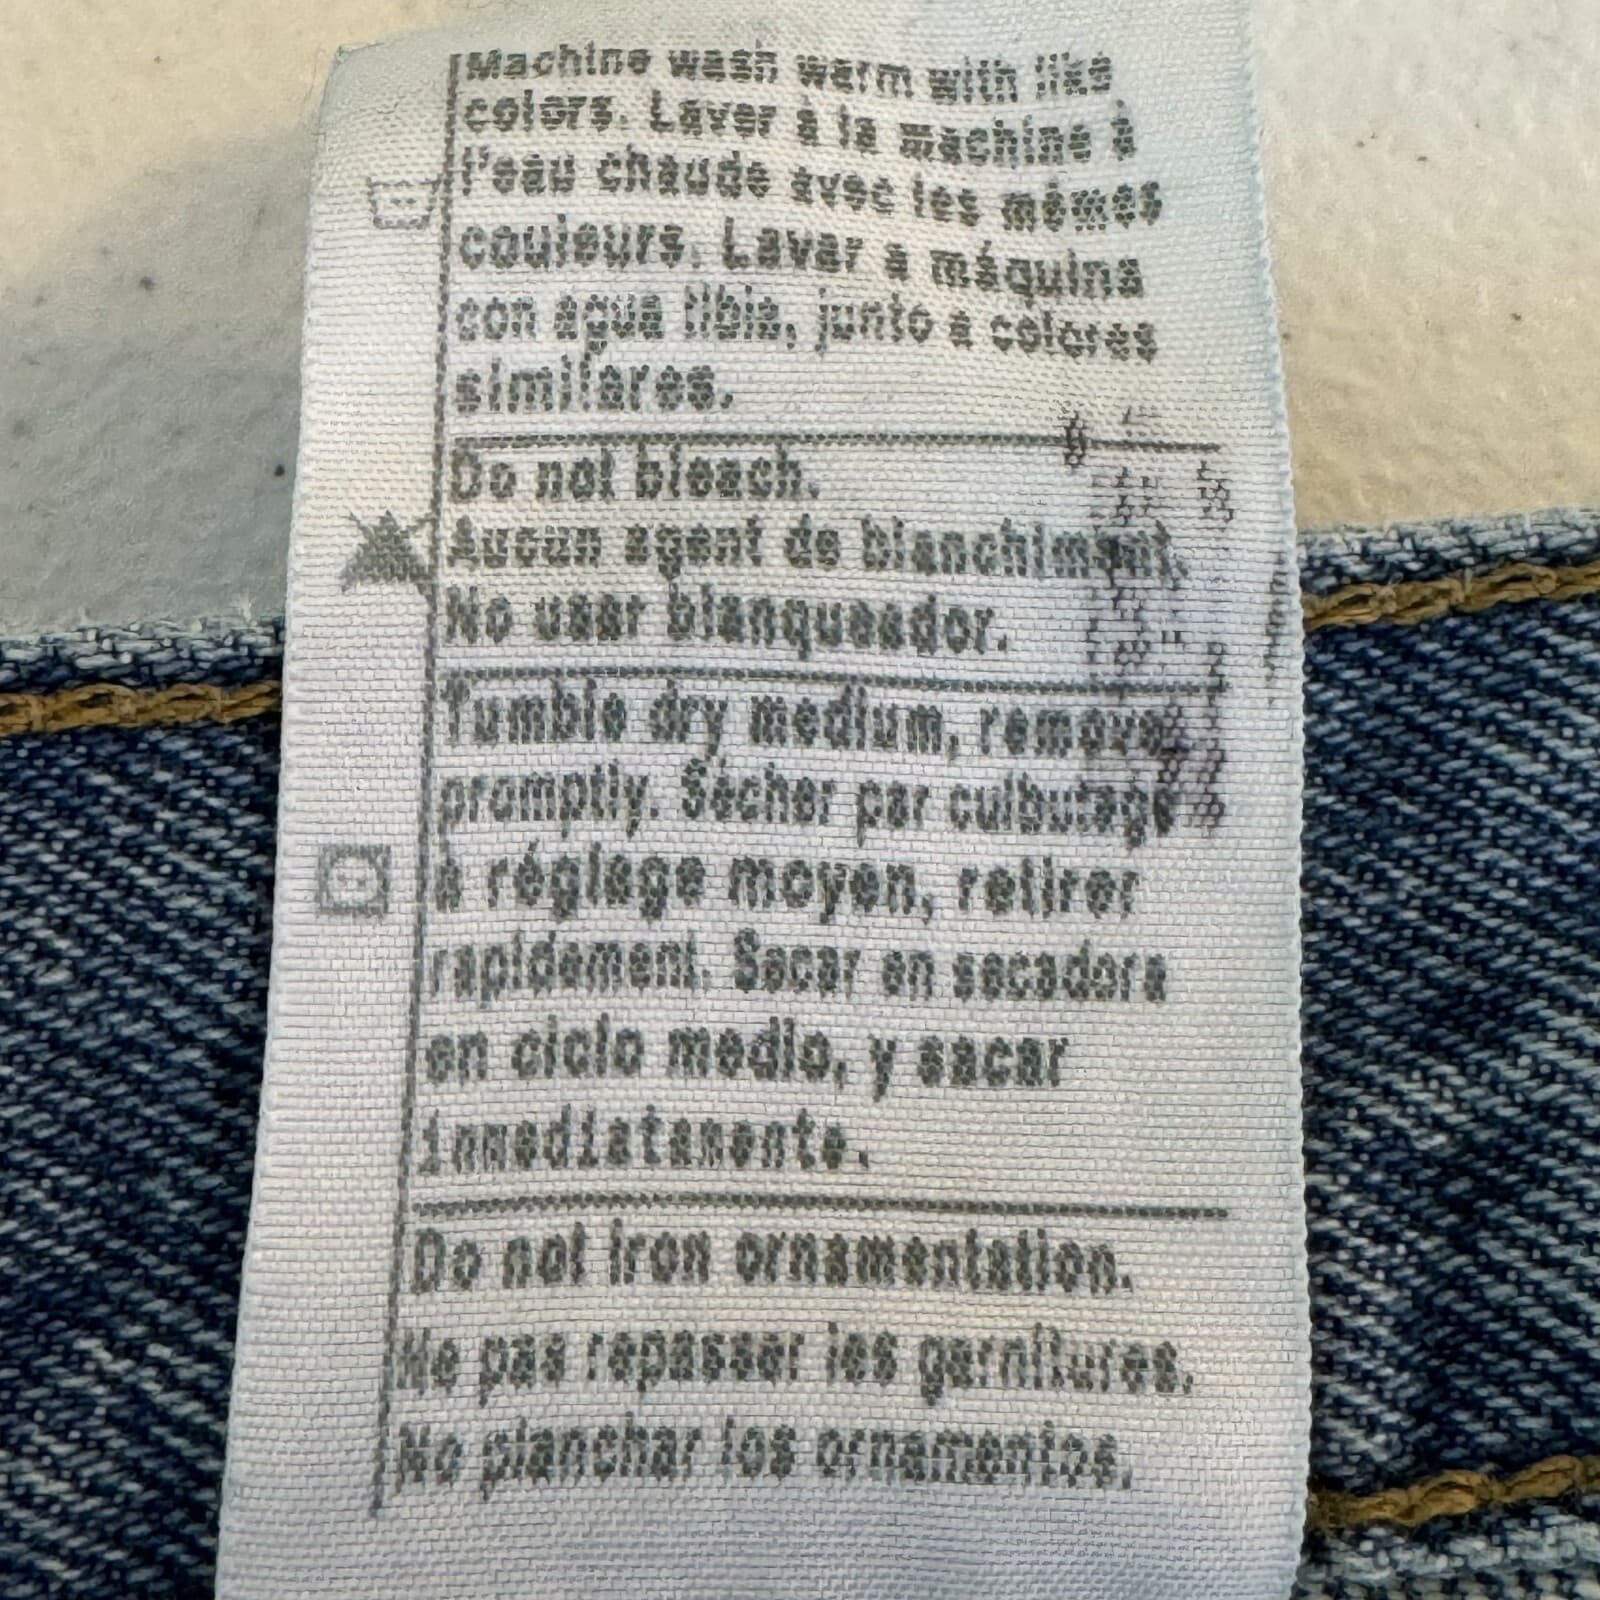 Machine wash warm with like
colors. Laver à la machine à
l'eau chaude avec les mêmes
couleurs. Lavar a máquina
con agua tibia, junto a colores
similares.
Do not bleach.
Aucun agent de blanchiment.
No usar blanqueador.
Tumble dry medium, remove
promptly. Sécher par culbutage
à réglage moyen, retirer
rapidement. Sacar en secadora
en ciclo medio, y sacar
inmediatamente.
Do not iron ornamentation.
Ne pas repasser les garnitures.
No planchar los ornamentos.